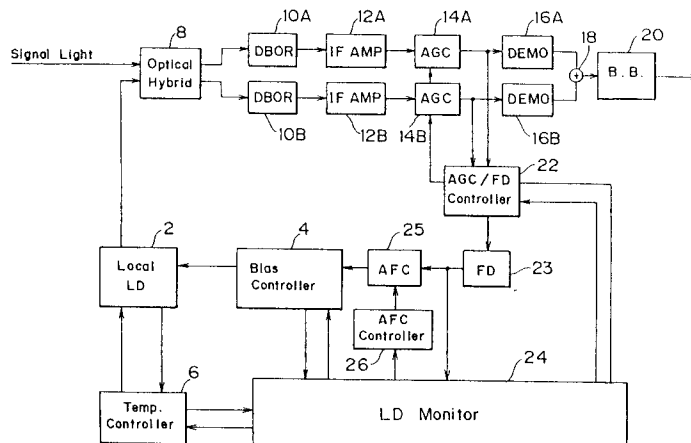 10A 12A 14A 16A
8 18 20
Signal Light
Optical Hybrid
DBOR IF AMP AGC DEMO
B. B.
DBOR IF AMP AGC DEMO
10B 12B 14B 16B
22
AGC/FD Controller
2 4 25
Local LD
Bias Controller
AFC FD 23
AFC Controller
26 24
6
Temp. Controller
LD Monitor